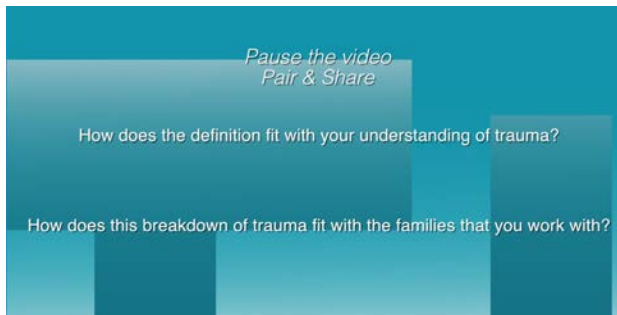 Pause the video
Pair & Share
How does the definition fit with your understanding of trauma?
How does this breakdown of trauma fit with the families that you work with?